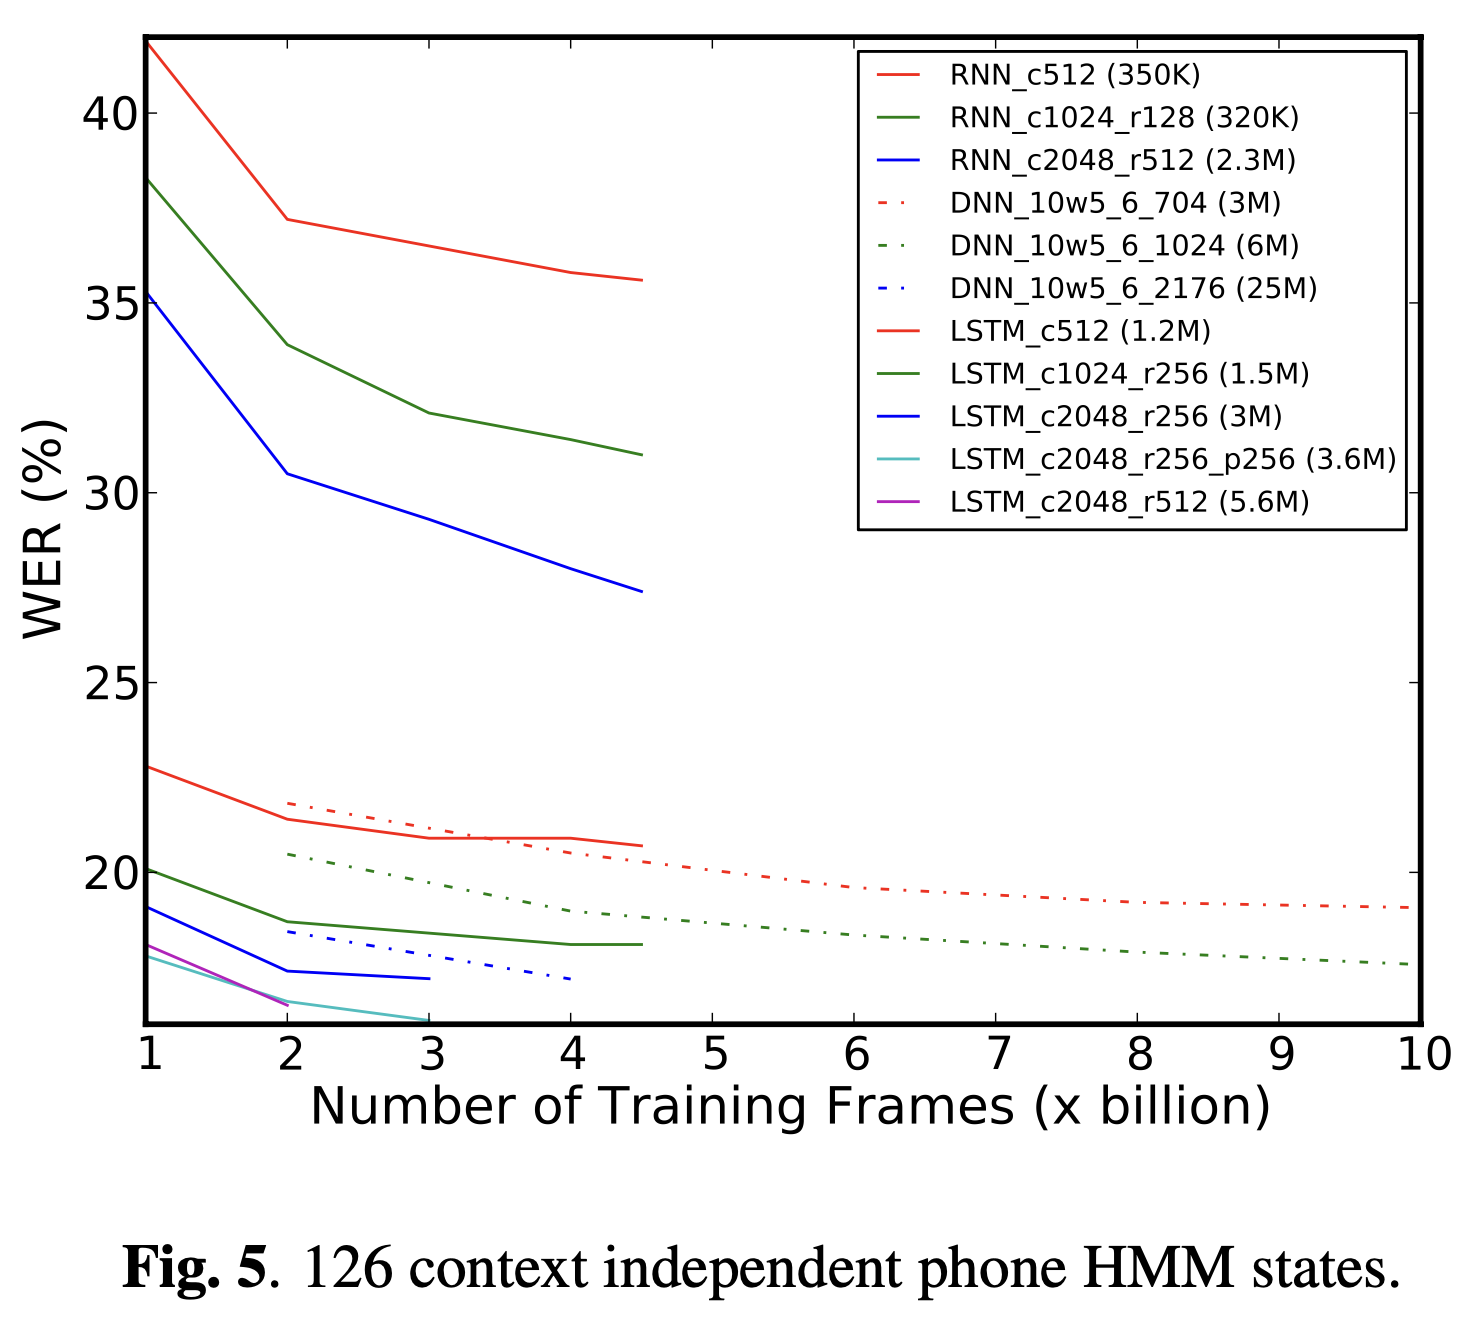 RNN_c512 (350K)
RNN_c1024_r128 (320K)
RNN_c2048_r512 (2.3M)
DNN_10w5_6_704 (3M)
DNN_10w5_6_1024 (6M)
DNN_10w5_6_2176 (25M)
LSTM_c512 (1.2M)
LSTM_c1024_r256 (1.5M)
LSTM_c2048_r256 (3M)
LSTM_c2048_r256_p256 (3.6M)
LSTM_c2048_r512 (5.6M)
WER (%)
40
35
30
25
20
1 2 3 4 5 6 7 8 9 10
Number of Training Frames (x billion)
Fig. 5. 126 context independent phone HMM states.